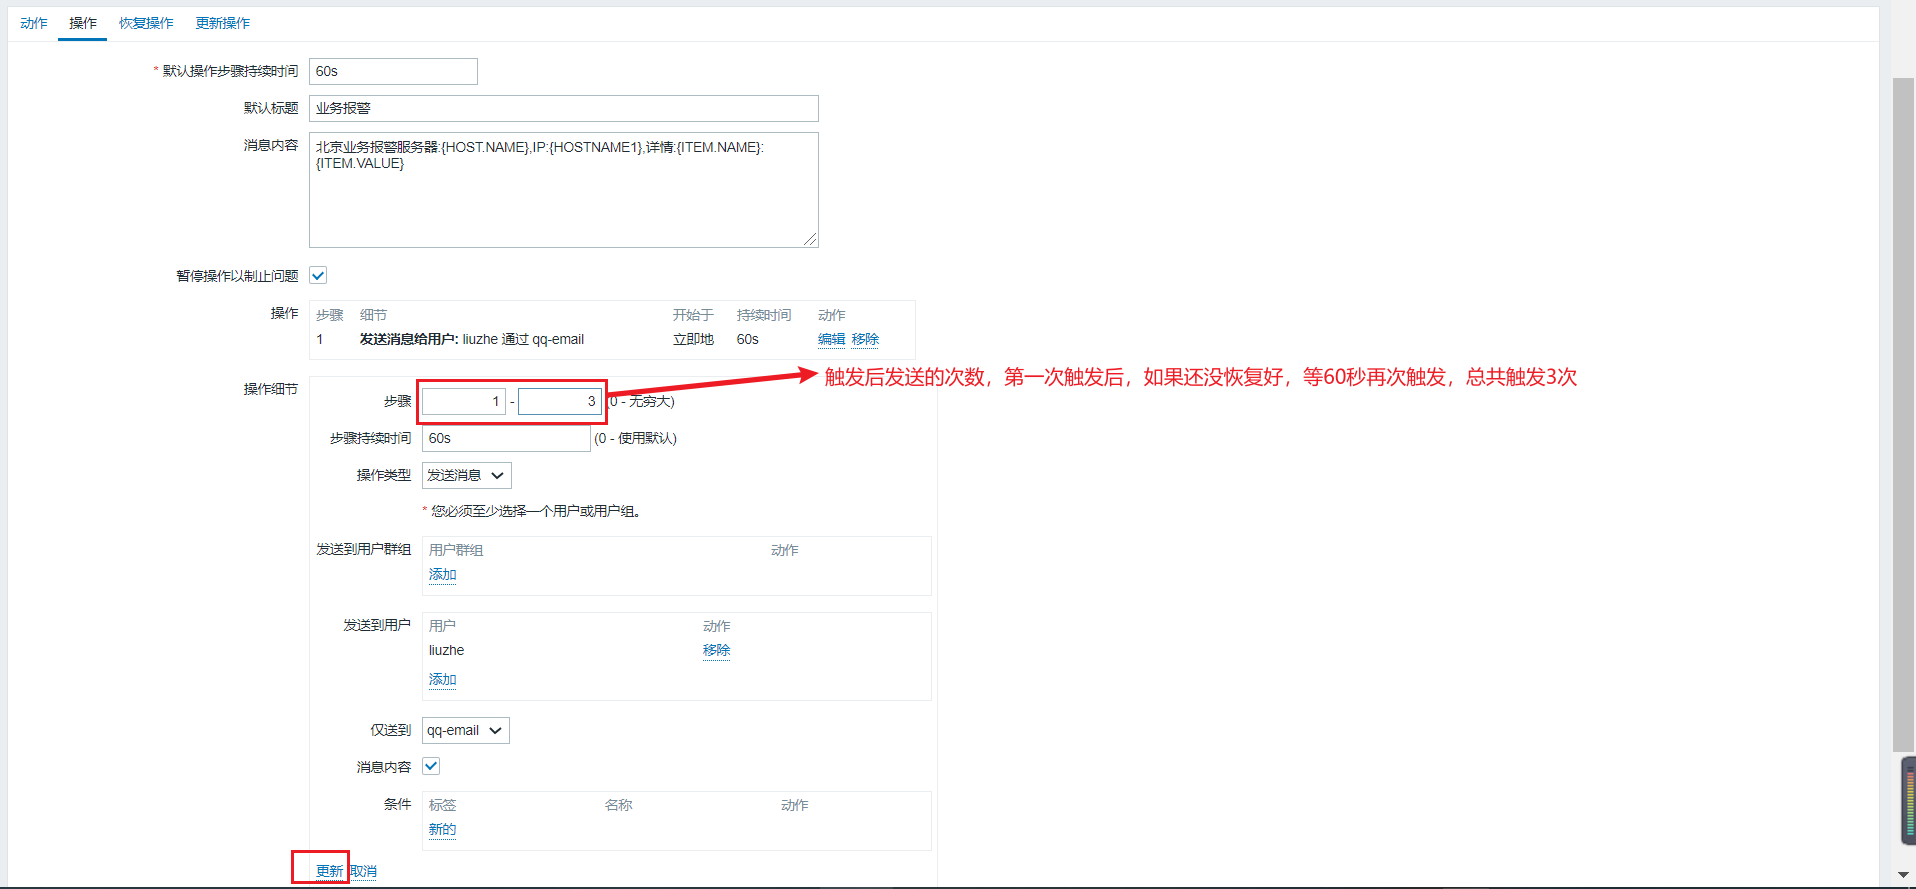 动作 操作 恢复操作 更新操作
* 默认操作步骤持续时间 60s
默认标题 业务报警
消息内容 北京业务报警服务器:{HOST.NAME},IP:{HOSTNAME1},详情:{ITEM.NAME}:
{ITEM.VALUE}
暂停操作以制止问题
操作 步骤 细节 开始于 持续时间 动作
1 发送消息给用户: liuzhe 通过 qq-email 立即地 60s 编辑 移除
触发后发送的次数，第一次触发后，如果还没恢复好，等60秒再次触发，总共触发3次
操作细节
步骤 1 - 3 (0 - 无穷大)
步骤持续时间 60s (0 - 使用默认)
操作类型 发送消息
* 您必须至少选择一个用户或用户组。
发送到用户群组 用户群组 动作
添加
发送到用户 用户 动作
liuzhe 移除
添加
仅送到 qq-email
消息内容
条件 标签 名称 动作
新的
更新 取消